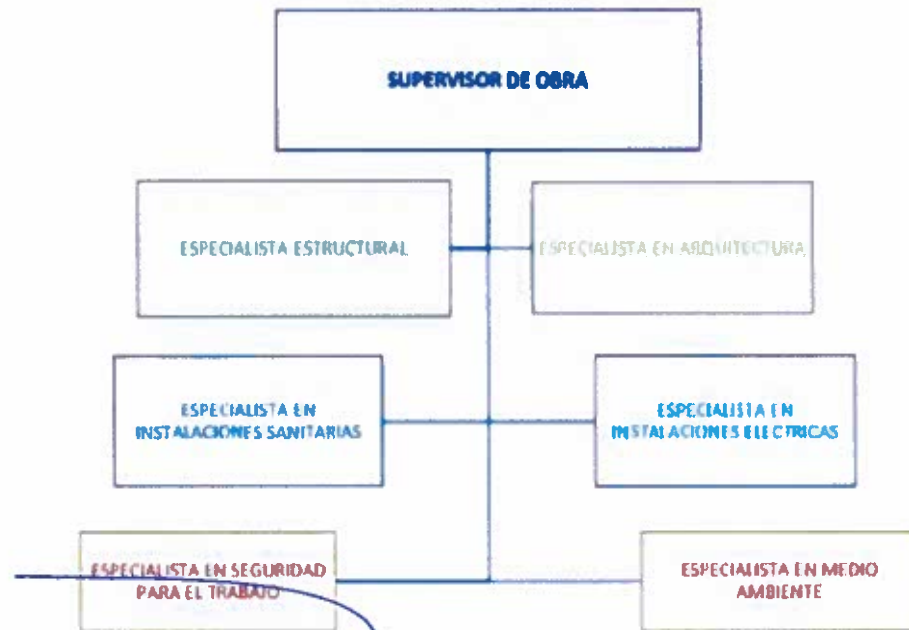 SUPERVISOR DE OBRA
ESPECIALISTA ESTRUCTURAL
ESPECIALISTA EN ARQUITECTURA
ESPECIALISTA EN
INSTALACIONES SANITARIAS
ESPECIALISTA EN
INSTALACIONES ELECTRICAS
ESPECIALISTA EN SEGURIDAD
PARA EL TRABAJO
ESPECIALISTA EN MEDIO
AMBIENTE